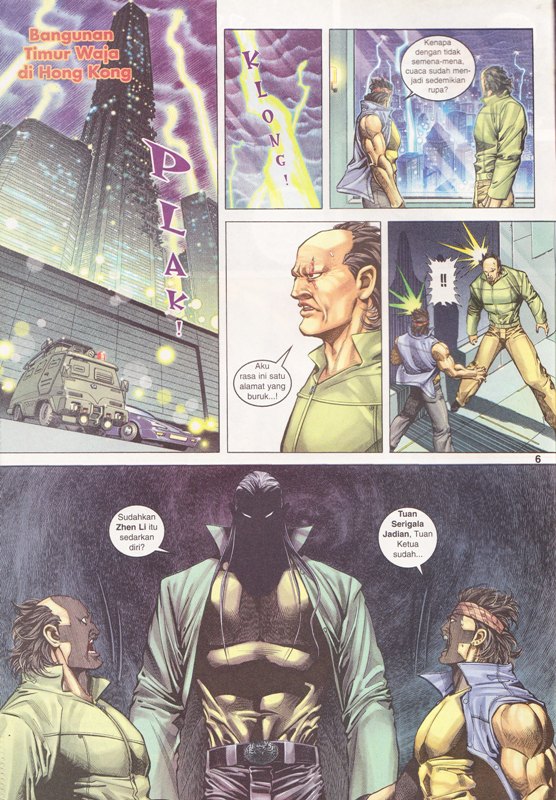 Bangunan
Timur Waja
di Hong Kong
PLAK!
KLONG!
Kenapa
dengan tidak
semena-mena,
cuaca sudah men-
jadi sedemikian
rupa?
Aku
rasa ini satu
alamat yang
buruk...!
!!
6
Sudahkan
Zhen Li itu
sedarkan
diri?
Tuan
Serigala
Jadian, Tuan
Ketua
sudah...